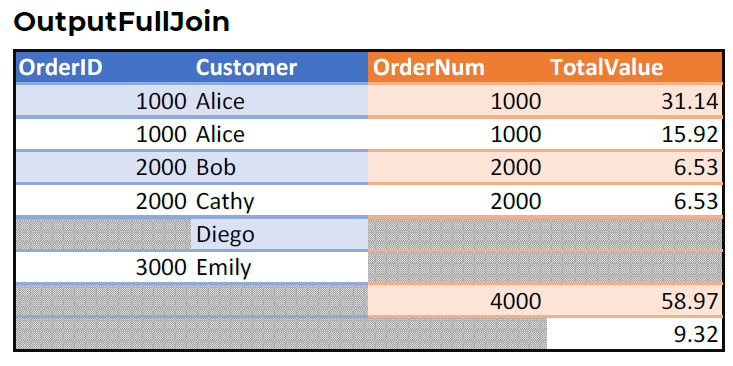 OutputFullJoin
OrderID Customer OrderNum TotalValue
1000 Alice 1000 31.14
1000 Alice 1000 15.92
2000 Bob 2000 6.53
2000 Cathy 2000 6.53
Diego
3000 Emily
4000 58.97
9.32